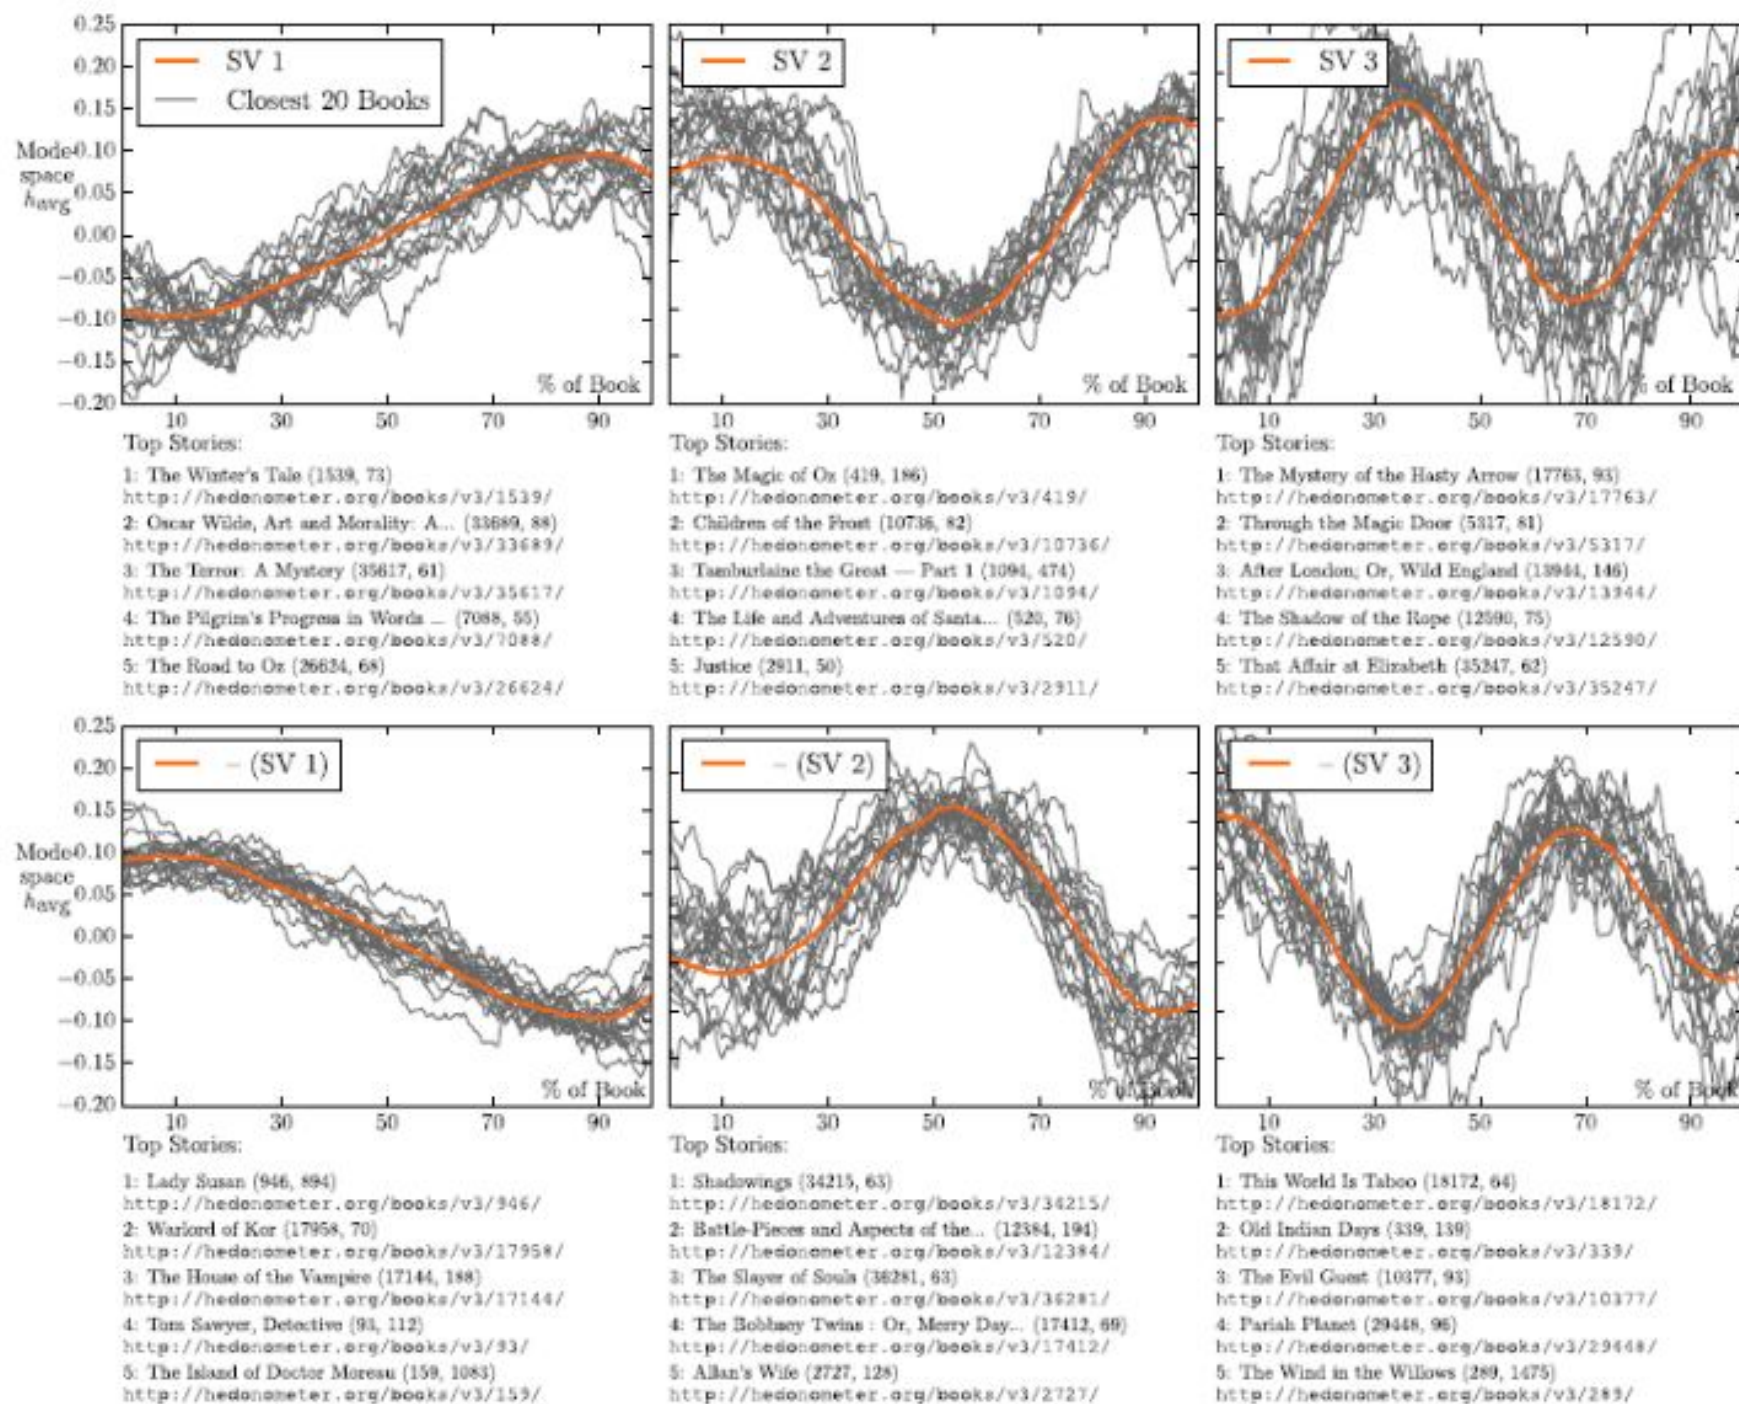 0.25
0.20
0.15
0.10
0.05
0.00
−0.05
−0.10
−0.15
−0.20
Mode
space
h_avg
SV 1
Closest 20 Books
% of Book
10 30 50 70 90
SV 2
% of Book
10 30 50 70 90
SV 3
% of Book
10 30 50 70 90
Top Stories:
1: The Winter's Tale (1539, 73)
http://hedonometer.org/books/v3/1539/
2: Oscar Wilde, Art and Morality: A... (33689, 88)
http://hedonometer.org/books/v3/33689/
3: The Terror: A Mystery (35617, 61)
http://hedonometer.org/books/v3/35617/
4: The Pilgrim's Progress in Words ... (7088, 55)
http://hedonometer.org/books/v3/7088/
5: The Road to Oz (26624, 68)
http://hedonometer.org/books/v3/26624/
Top Stories:
1: The Magic of Oz (419, 186)
http://hedonometer.org/books/v3/419/
2: Children of the Frost (10736, 82)
http://hedonometer.org/books/v3/10736/
3: Tamburlaine the Great — Part 1 (1094, 474)
http://hedonometer.org/books/v3/1094/
4: The Life and Adventures of Santa... (520, 76)
http://hedonometer.org/books/v3/520/
5: Justice (2911, 50)
http://hedonometer.org/books/v3/2911/
Top Stories:
1: The Mystery of the Hasty Arrow (17763, 93)
http://hedonometer.org/books/v3/17763/
2: Through the Magic Door (5317, 81)
http://hedonometer.org/books/v3/5317/
3: After London; Or, Wild England (13944, 146)
http://hedonometer.org/books/v3/13944/
4: The Shadow of the Rope (12590, 75)
http://hedonometer.org/books/v3/12590/
5: That Affair at Elizabeth (35247, 62)
http://hedonometer.org/books/v3/35247/
0.25
0.20
0.15
0.10
0.05
0.00
−0.05
−0.10
−0.15
−0.20
Mode
space
h_avg
− (SV 1)
% of Book
10 30 50 70 90
− (SV 2)
% of Book
10 30 50 70 90
− (SV 3)
% of Book
10 30 50 70 90
Top Stories:
1: Lady Susan (946, 894)
http://hedonometer.org/books/v3/946/
2: Warlord of Kor (17958, 70)
http://hedonometer.org/books/v3/17958/
3: The House of the Vampire (17144, 188)
http://hedonometer.org/books/v3/17144/
4: Tom Sawyer, Detective (93, 112)
http://hedonometer.org/books/v3/93/
5: The Island of Doctor Moreau (159, 1083)
http://hedonometer.org/books/v3/159/
Top Stories:
1: Shadowings (34215, 63)
http://hedonometer.org/books/v3/34215/
2: Battle-Pieces and Aspects of the... (12384, 194)
http://hedonometer.org/books/v3/12384/
3: The Slayer of Souls (36281, 63)
http://hedonometer.org/books/v3/36281/
4: The Bobbsey Twins : Or, Merry Day... (17412, 69)
http://hedonometer.org/books/v3/17412/
5: Allan's Wife (2727, 128)
http://hedonometer.org/books/v3/2727/
Top Stories:
1: This World Is Taboo (18172, 64)
http://hedonometer.org/books/v3/18172/
2: Old Indian Days (339, 139)
http://hedonometer.org/books/v3/339/
3: The Evil Guest (10377, 93)
http://hedonometer.org/books/v3/10377/
4: Pariah Planet (29448, 96)
http://hedonometer.org/books/v3/29448/
5: The Wind in the Willows (289, 1475)
http://hedonometer.org/books/v3/289/